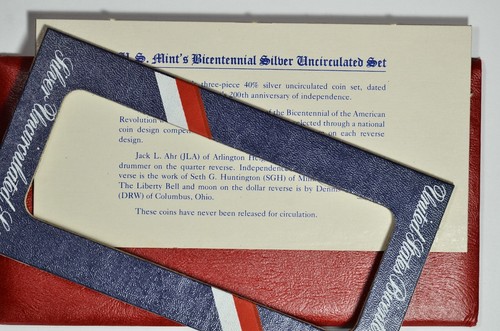 U. S. Mint's Bicentennial Silver Uncirculated Set
three-piece 40% silver uncirculated coin set, dated
200th anniversary of independence.
of the Bicentennial of the American
Revolution selected through a national
coin design on each reverse
design.
Jack L. Ahr (JLA) of Arlington
drummer on the quarter reverse.
verse is the work of Seth G. Huntington (SGH) of
The Liberty Bell and moon on the dollar reverse is by
(DRW) of Columbus, Ohio.
These coins have never been released for circulation.
Silver Uncirculated
United States